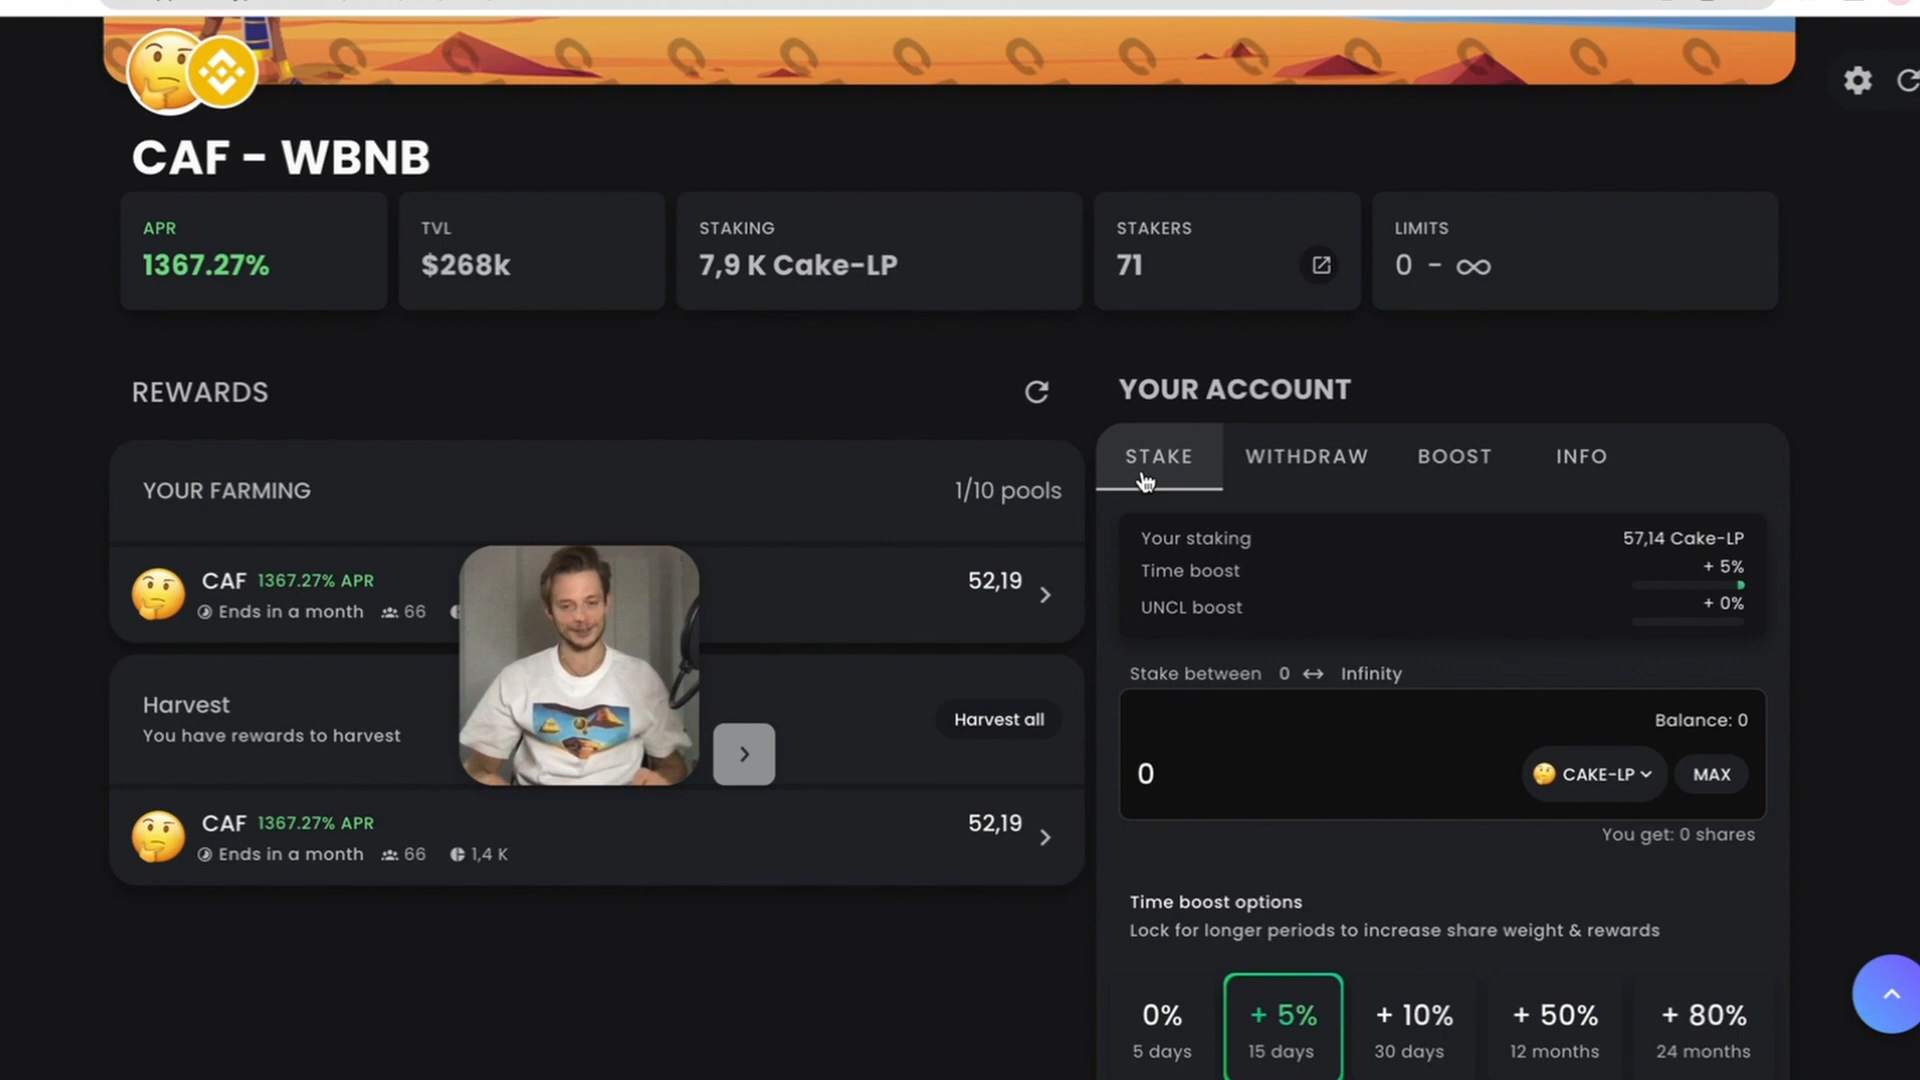 CAF - WBNB
APR
1367.27%
TVL
$268k
STAKING
7,9 K Cake-LP
STAKERS
71
LIMITS
0 - ∞
REWARDS
YOUR FARMING
1/10 pools
CAF 1367.27% APR
52,19
Ends in a month 66
Harvest
You have rewards to harvest
Harvest all
CAF 1367.27% APR
52,19
Ends in a month 66 1,4 K
YOUR ACCOUNT
STAKE WITHDRAW BOOST INFO
Your staking 57,14 Cake-LP
Time boost + 5%
UNCL boost + 0%
Stake between 0 ↔ Infinity
Balance: 0
0 CAKE-LP MAX
You get: 0 shares
Time boost options
Lock for longer periods to increase share weight & rewards
0% + 5% + 10% + 50% + 80%
5 days 15 days 30 days 12 months 24 months